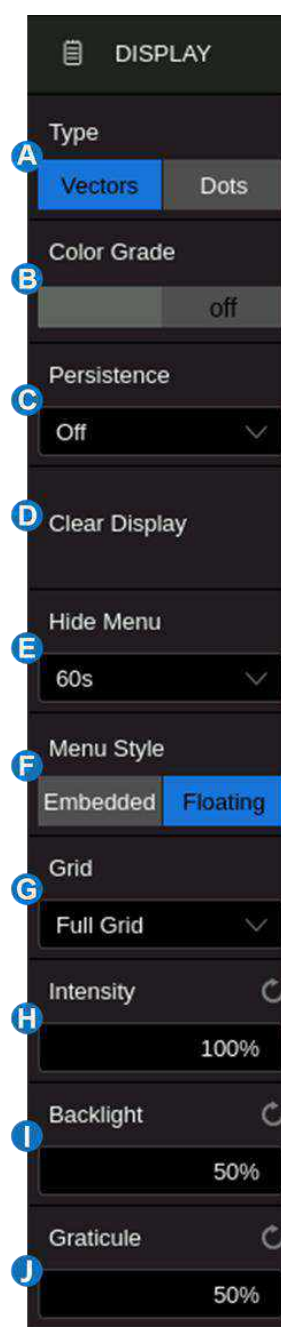 DISPLAY
Type
A
Vectors Dots
Color Grade
B
off
Persistence
C
Off
D Clear Display
Hide Menu
E
60s
Menu Style
F
Embedded Floating
Grid
G
Full Grid
Intensity
H
100%
Backlight
I
50%
Graticule
J
50%